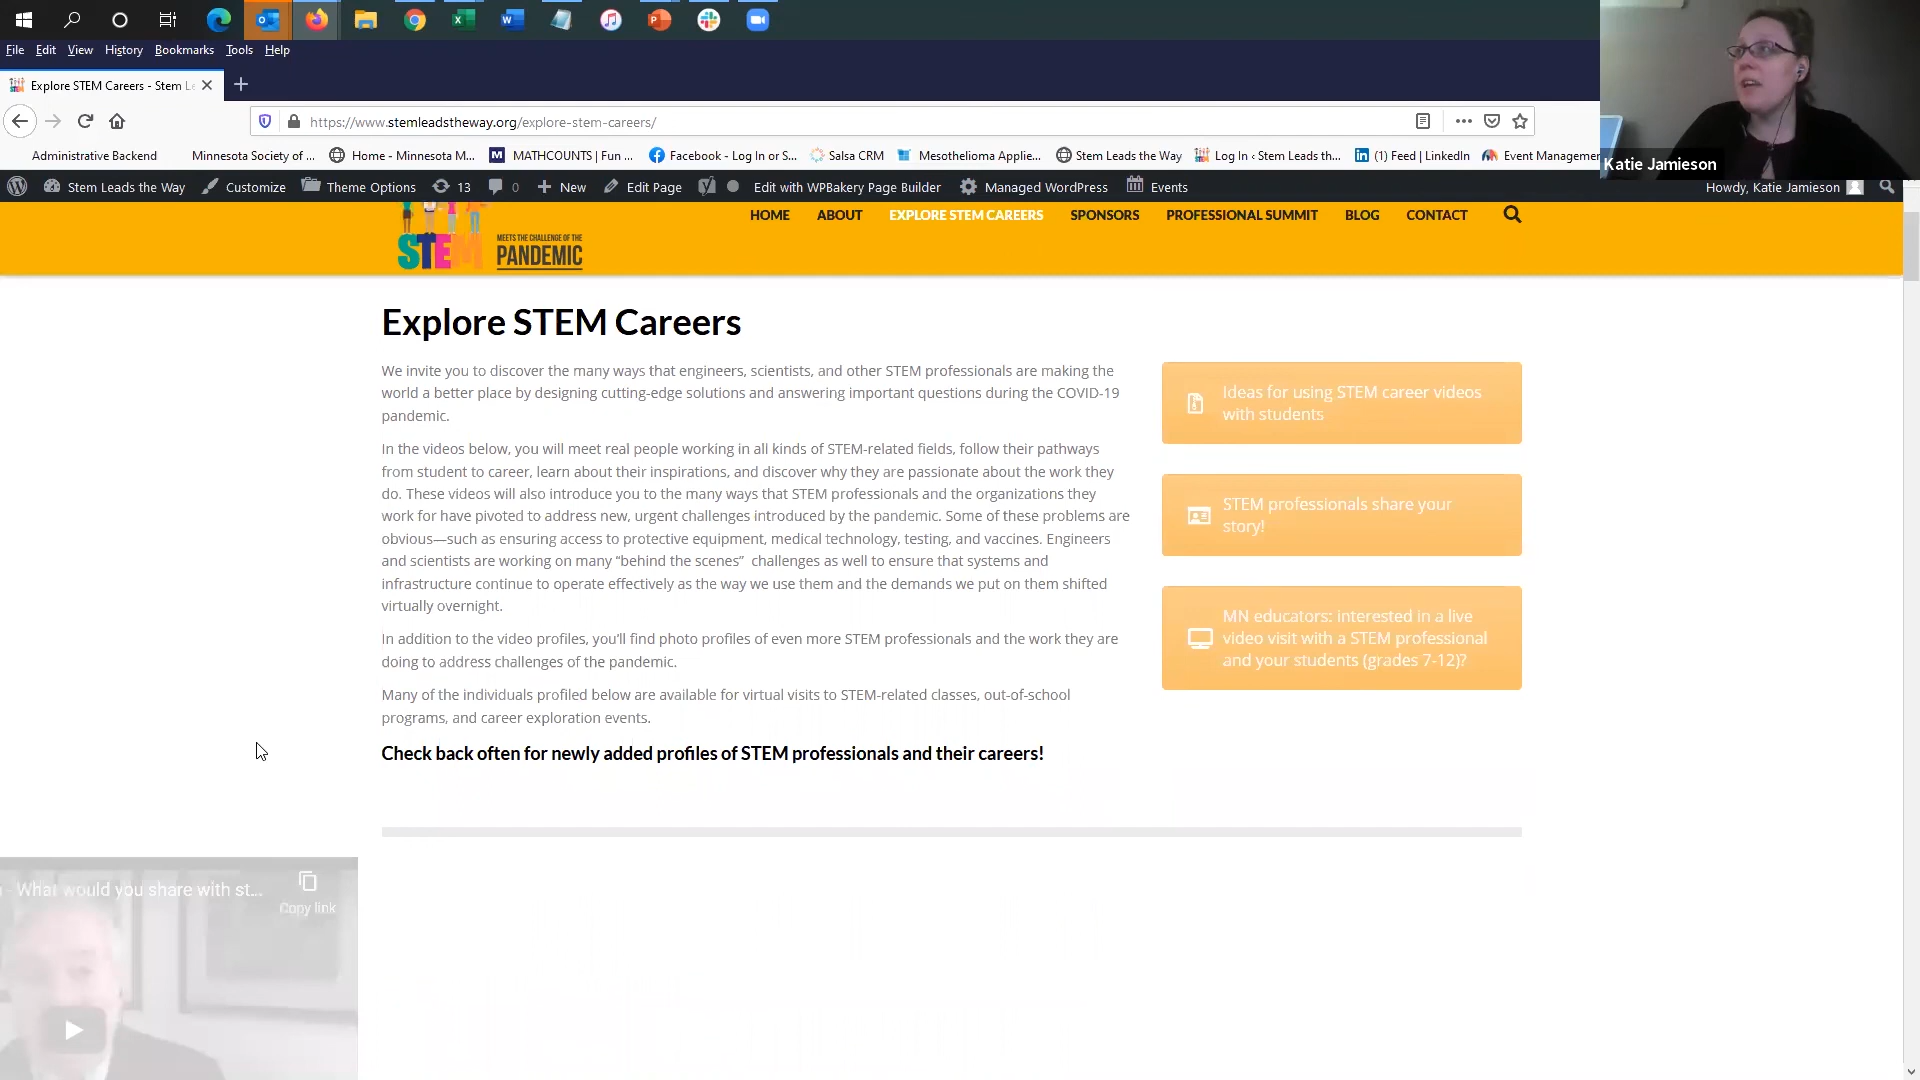 File Edit View History Bookmarks Tools Help
Explore STEM Careers - Stem Le
https://www.stemleadstheway.org/explore-stem-careers/
Administrative Backend Minnesota Society of ... Home - Minnesota M... MATHCOUNTS | Fun ... Facebook - Log In or S... Salsa CRM Mesothelioma Applie... Stem Leads the Way Log In ‹ Stem Leads th... (1) Feed | LinkedIn Event Manageme
Katie Jamieson
Stem Leads the Way Customize Theme Options 13 0 New Edit Page Edit with WPBakery Page Builder Managed WordPress Events Howdy, Katie Jamieson
STEM MEETS THE CHALLENGE OF THE
PANDEMIC
HOME ABOUT EXPLORE STEM CAREERS SPONSORS PROFESSIONAL SUMMIT BLOG CONTACT
Explore STEM Careers
We invite you to discover the many ways that engineers, scientists, and other STEM professionals are making the
world a better place by designing cutting-edge solutions and answering important questions during the COVID-19
pandemic.
In the videos below, you will meet real people working in all kinds of STEM-related fields, follow their pathways
from student to career, learn about their inspirations, and discover why they are passionate about the work they
do. These videos will also introduce you to the many ways that STEM professionals and the organizations they
work for have pivoted to address new, urgent challenges introduced by the pandemic. Some of these problems are
obvious—such as ensuring access to protective equipment, medical technology, testing, and vaccines. Engineers
and scientists are working on many “behind the scenes”  challenges as well to ensure that systems and
infrastructure continue to operate effectively as the way we use them and the demands we put on them shifted
virtually overnight.
In addition to the video profiles, you’ll find photo profiles of even more STEM professionals and the work they are
doing to address challenges of the pandemic.
Many of the individuals profiled below are available for virtual visits to STEM-related classes, out-of-school
programs, and career exploration events.
Check back often for newly added profiles of STEM professionals and their careers!
Ideas for using STEM career videos
with students
STEM professionals share your
story!
MN educators: interested in a live
video visit with a STEM professional
and your students (grades 7-12)?
- What would you share with st...
Copy link